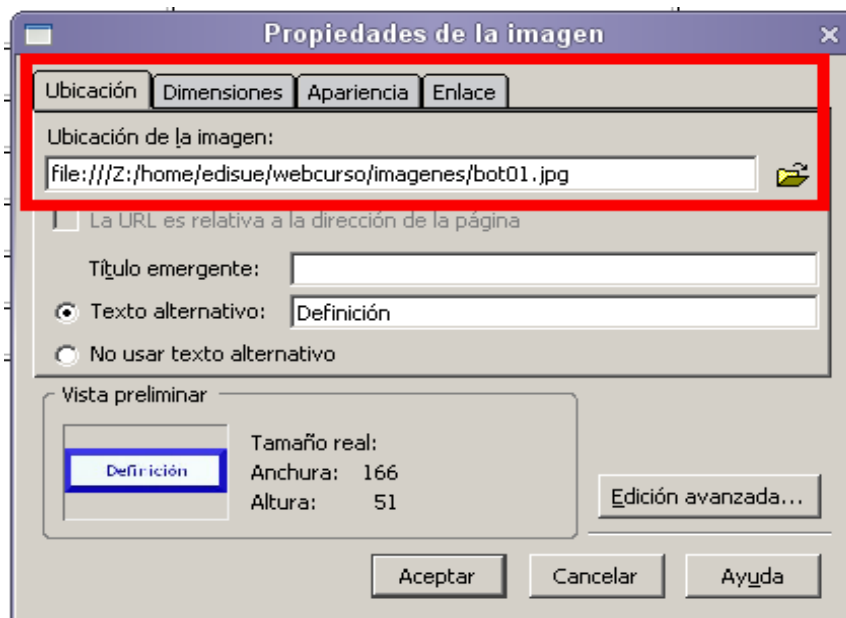 Propiedades de la imagen
Ubicación Dimensiones Apariencia Enlace
Ubicación de la imagen:
file:///Z:/home/edisue/webcurso/imagenes/bot01.jpg
La URL es relativa a la dirección de la página
Título emergente:
Texto alternativo: Definición
No usar texto alternativo
Vista preliminar
Definición
Tamaño real:
Anchura: 166
Altura: 51
Edición avanzada...
Aceptar Cancelar Ayuda